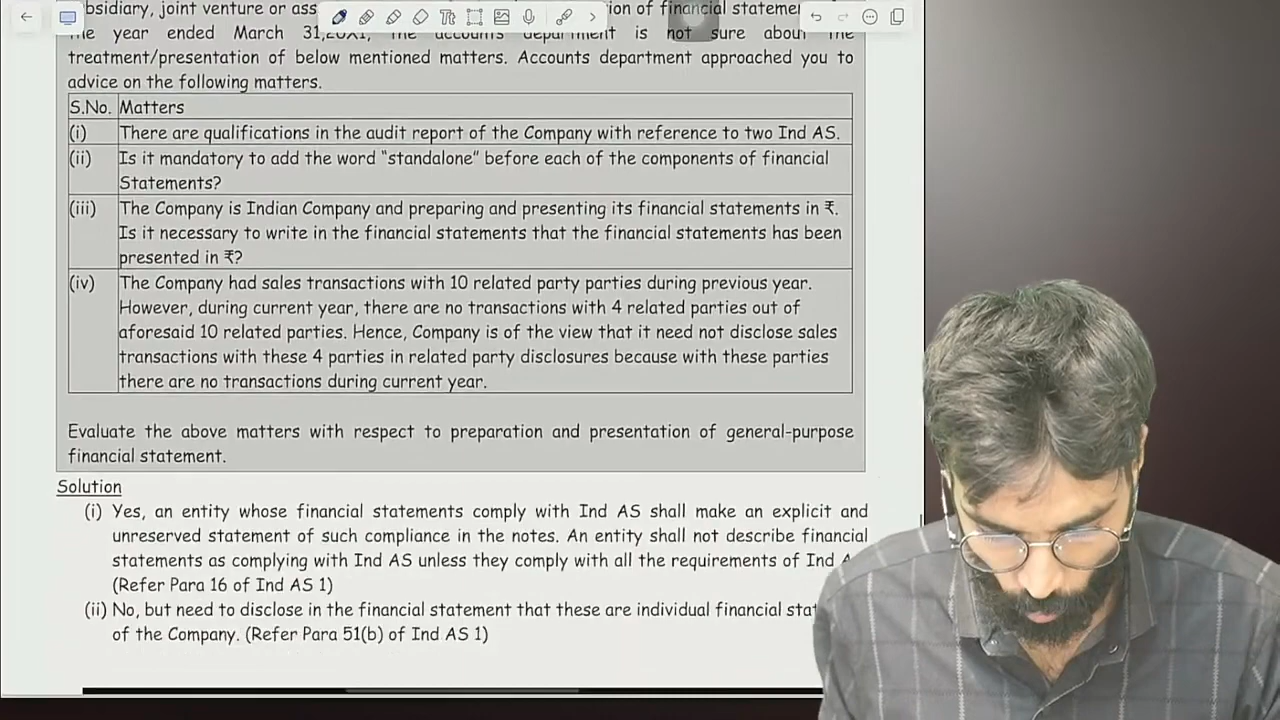 bsidiary, joint venture or ass ion of financial statemen
year ended March 31,20X1, the accounts department is not sure about the
treatment/presentation of below mentioned matters. Accounts department approached you to
advice on the following matters.
S.No. Matters
(i) There are qualifications in the audit report of the Company with reference to two Ind AS.
(ii) Is it mandatory to add the word “standalone” before each of the components of financial
Statements?
(iii) The Company is Indian Company and preparing and presenting its financial statements in ₹.
Is it necessary to write in the financial statements that the financial statements has been
presented in ₹?
(iv) The Company had sales transactions with 10 related party parties during previous year.
However, during current year, there are no transactions with 4 related parties out of
aforesaid 10 related parties. Hence, Company is of the view that it need not disclose sales
transactions with these 4 parties in related party disclosures because with these parties
there are no transactions during current year.
Evaluate the above matters with respect to preparation and presentation of general-purpose
financial statement.
Solution
(i) Yes, an entity whose financial statements comply with Ind AS shall make an explicit and
unreserved statement of such compliance in the notes. An entity shall not describe financial
statements as complying with Ind AS unless they comply with all the requirements of Ind
(Refer Para 16 of Ind AS 1)
(ii) No, but need to disclose in the financial statement that these are individual financial stat
of the Company. (Refer Para 51(b) of Ind AS 1)